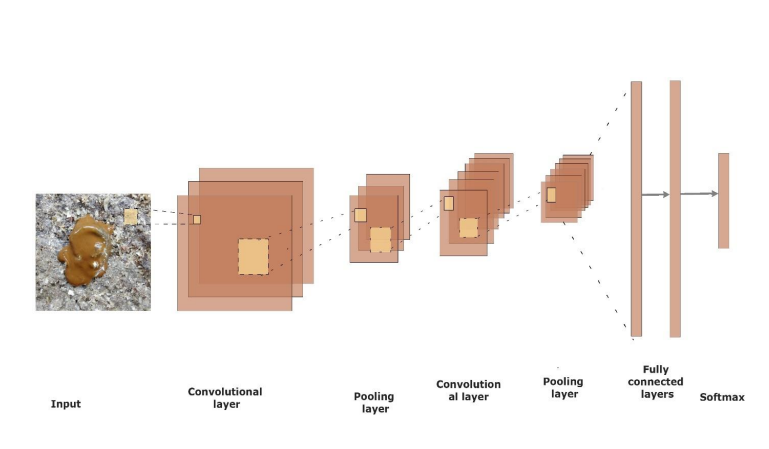 Input
Convolutional
layer
Pooling
layer
Convolution
al layer
Pooling
layer
Fully
connected
layers
Softmax